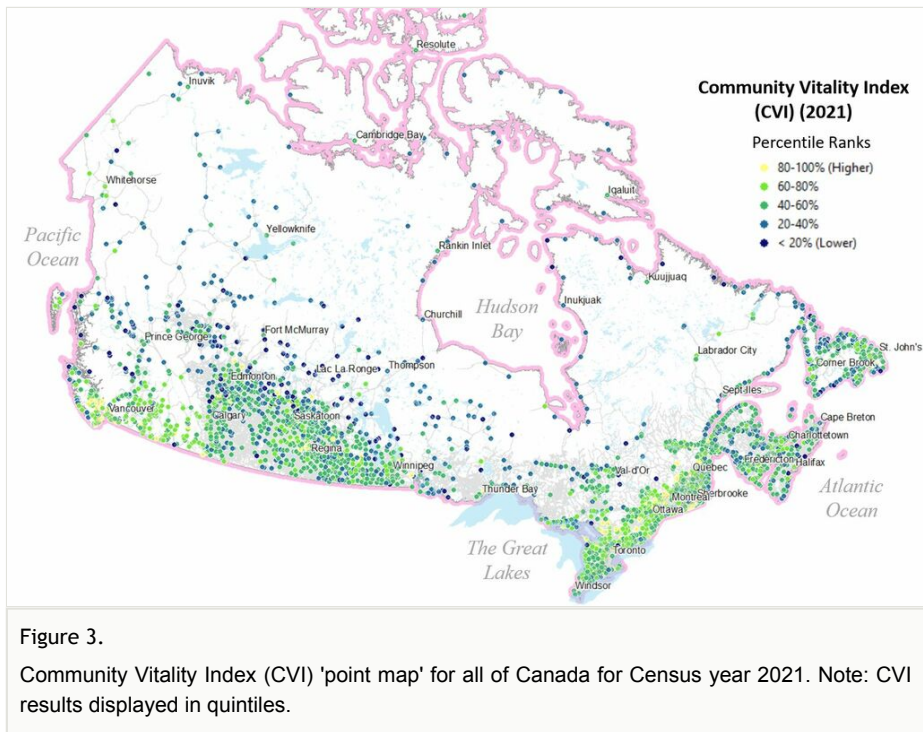 Resolute
Inuvik
Community Vitality Index
(CVI) (2021)
Percentile Ranks
80-100% (Higher)
60-80%
40-60%
20-40%
< 20% (Lower)
Cambridge Bay
Whitehorse
Iqaluit
Pacific
Ocean
Yellowknife
Rankin Inlet
Kuujjuaq
Hudson
Bay
Inukjuak
Churchill
Prince George
Fort McMurray
Labrador City
St. John's
Lac La Ronge
Thompson
Corner Brook
Edmonton
Sept-Iles
Vancouver
Calgary
Saskatoon
Cape Breton
Charlottetown
Regina
Winnipeg
Val-d'Or
Quebec
Fredericton
Halifax
Thunder Bay
Montreal
Sherbrooke
Ottawa
Atlantic
Ocean
The Great
Lakes
Toronto
Windsor
Figure 3.
Community Vitality Index (CVI) 'point map' for all of Canada for Census year 2021. Note: CVI
results displayed in quintiles.